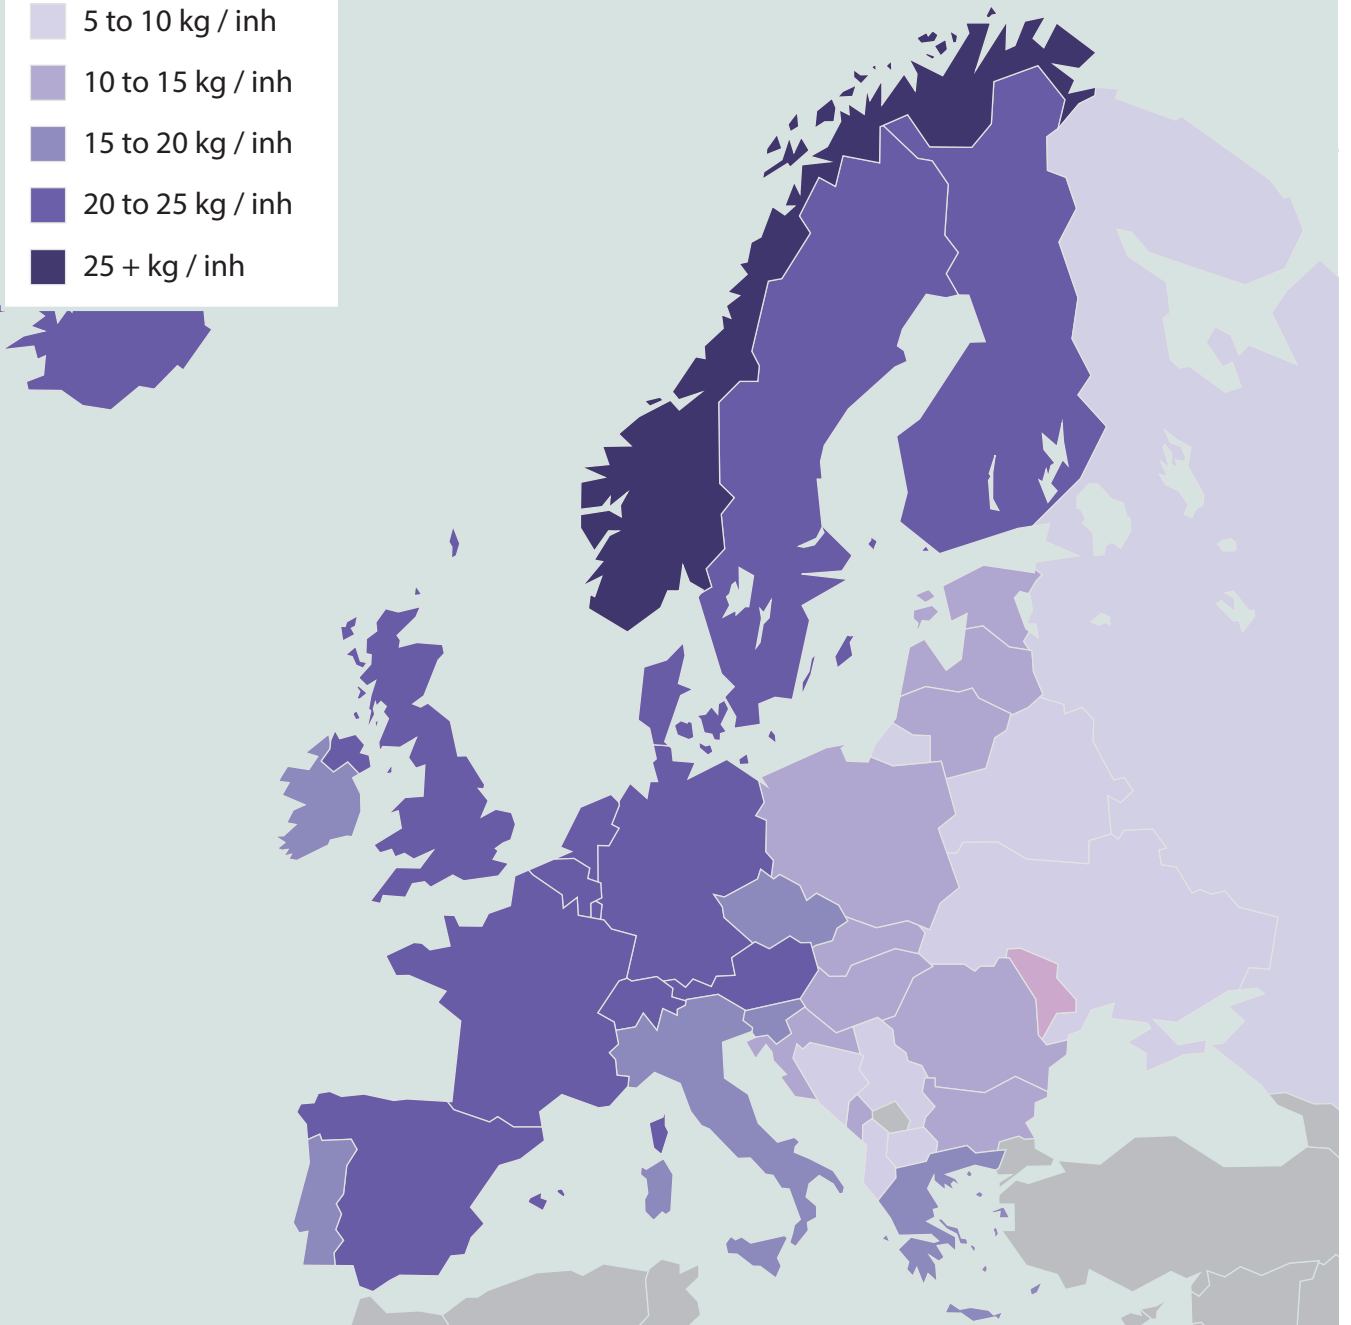 5 to 10 kg / inh
10 to 15 kg / inh
15 to 20 kg / inh
20 to 25 kg / inh
25 + kg / inh